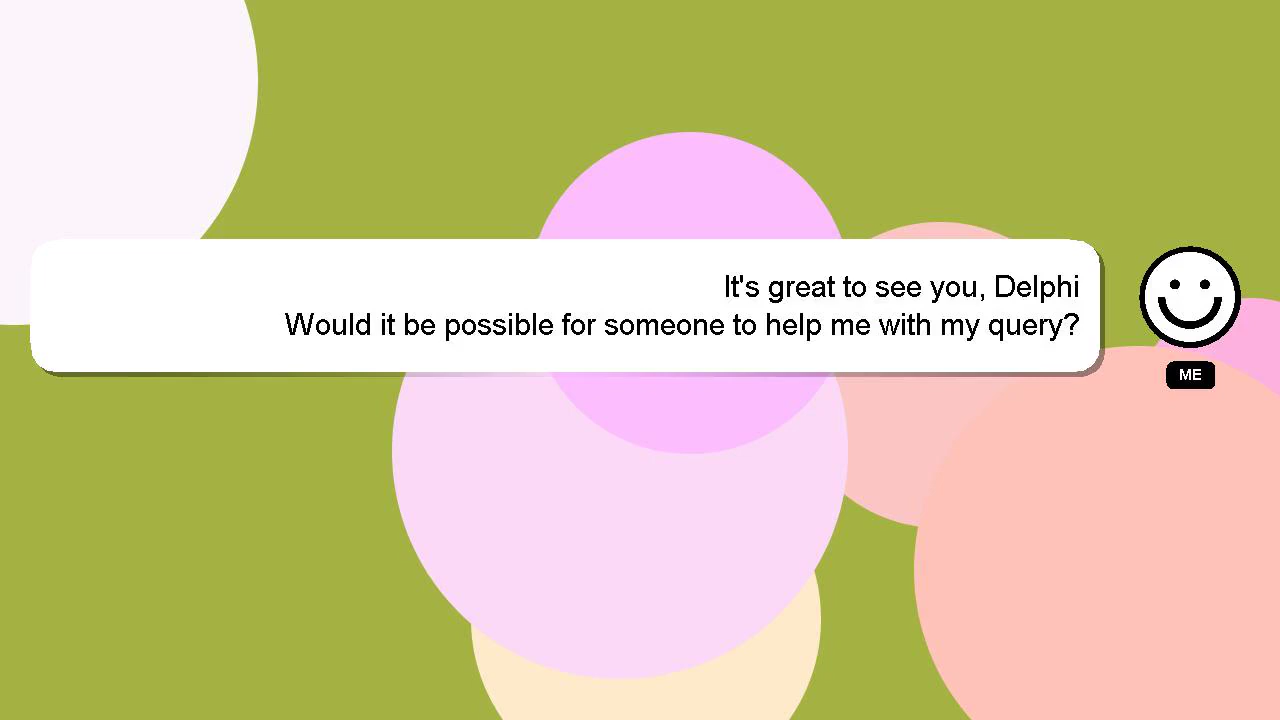 It's great to see you, Delphi
Would it be possible for someone to help me with my query?
ME